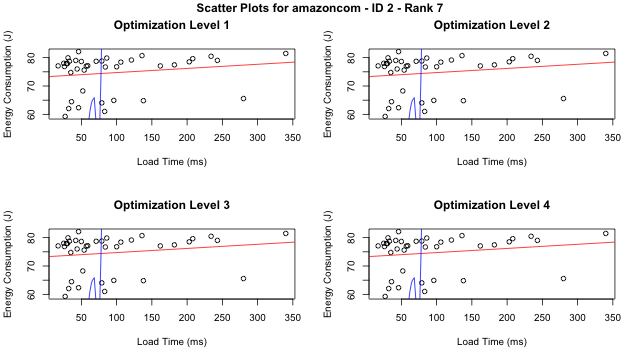 Scatter Plots for amazoncom - ID 2 - Rank 7
Optimization Level 1
Energy Consumption (J)
60 70 80
50 100 150 200 250 300 350
Load Time (ms)
Optimization Level 2
Energy Consumption (J)
60 70 80
50 100 150 200 250 300 350
Load Time (ms)
Optimization Level 3
Energy Consumption (J)
60 70 80
50 100 150 200 250 300 350
Load Time (ms)
Optimization Level 4
Energy Consumption (J)
60 70 80
50 100 150 200 250 300 350
Load Time (ms)